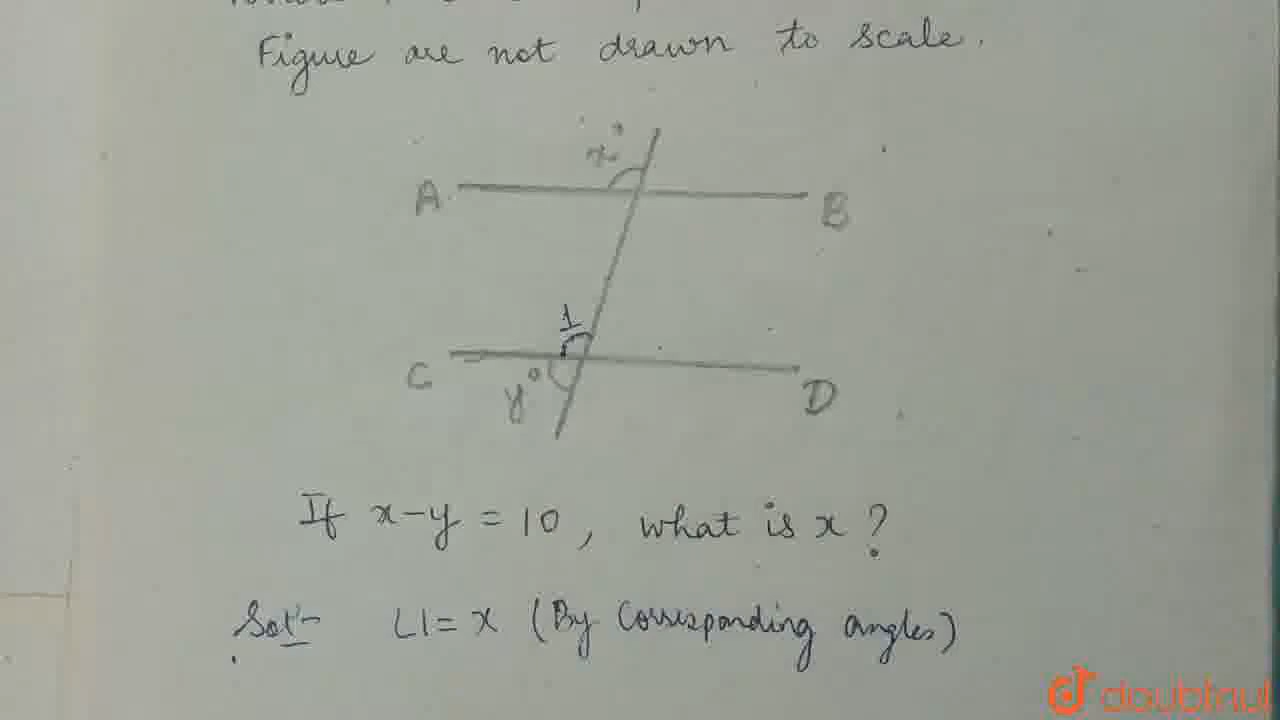 Figure are not drawn to scale.
x°
A
B
1
C
y°
D
If x-y=10, what is x?
Sol:- ∠1=x (By Corresponding angles)
doubtnut